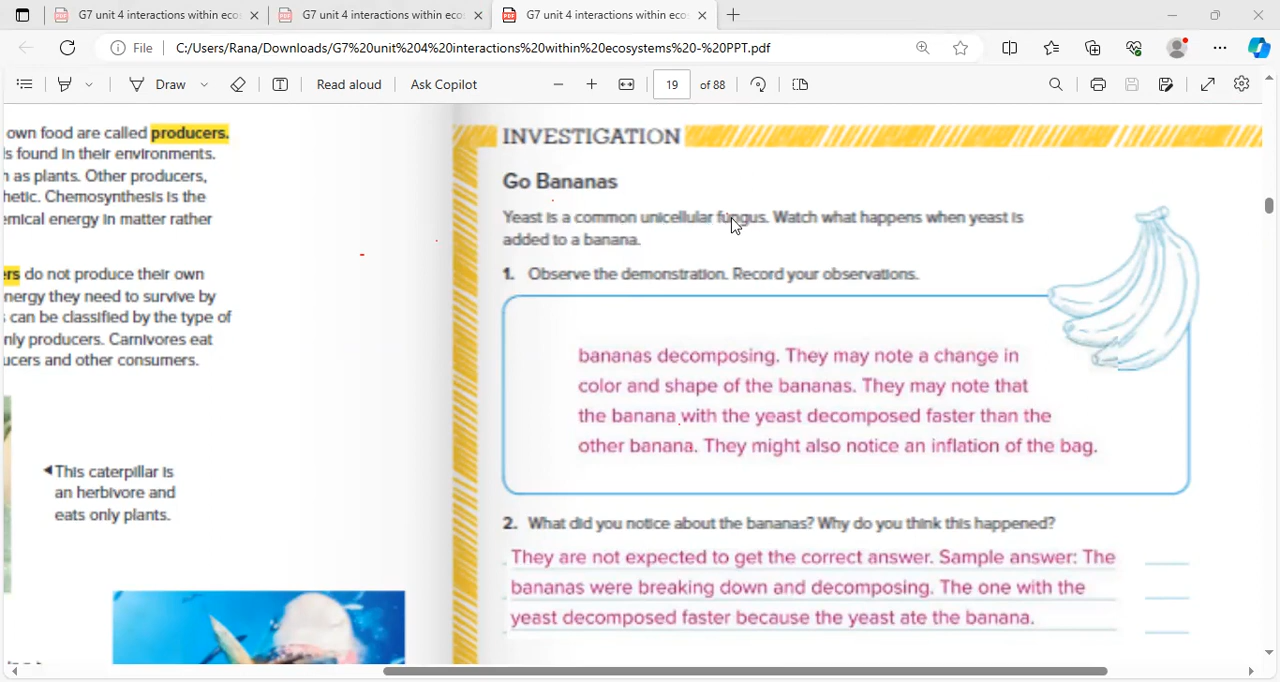 G7 unit 4 interactions within ecos
G7 unit 4 interactions within ecos
G7 unit 4 interactions within ecos
File
C:/Users/Rana/Downloads/G7%20unit%204%20interactions%20within%20ecosystems%20-%20PPT.pdf
Draw
Read aloud
Ask Copilot
19 of 88
own food are called producers.
ls found in their environments.
n as plants. Other producers,
hetic. Chemosynthesis is the
emical energy in matter rather
ers do not produce their own
nergy they need to survive by
s can be classified by the type of
nly producers. Carnivores eat
ucers and other consumers.
This caterpillar is
an herbivore and
eats only plants.
INVESTIGATION
Go Bananas
Yeast is a common unicellular fungus. Watch what happens when yeast is
added to a banana.
1. Observe the demonstration. Record your observations.
bananas decomposing. They may note a change in
color and shape of the bananas. They may note that
the banana with the yeast decomposed faster than the
other banana. They might also notice an inflation of the bag.
2. What did you notice about the bananas? Why do you think this happened?
They are not expected to get the correct answer. Sample answer: The
bananas were breaking down and decomposing. The one with the
yeast decomposed faster because the yeast ate the banana.